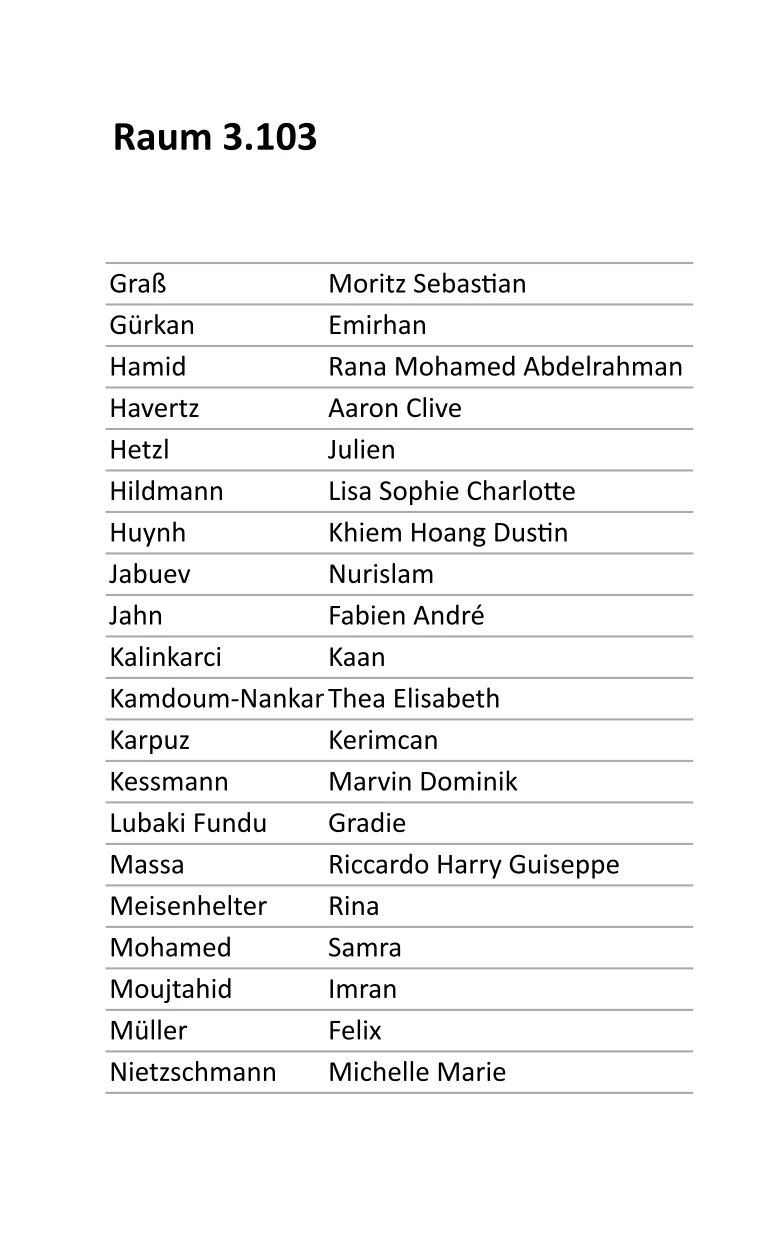 Raum 3.103
Graß Moritz Sebastian
Gürkan Emirhan
Hamid Rana Mohamed Abdelrahman
Havertz Aaron Clive
Hetzl Julien
Hildmann Lisa Sophie Charlotte
Huynh Khiem Hoang Dustin
Jabuev Nurislam
Jahn Fabien André
Kalinkarci Kaan
Kamdoum-Nankar Thea Elisabeth
Karpuz Kerimcan
Kessmann Marvin Dominik
Lubaki Fundu Gradie
Massa Riccardo Harry Guiseppe
Meisenhelter Rina
Mohamed Samra
Moujtahid Imran
Müller Felix
Nietzschmann Michelle Marie